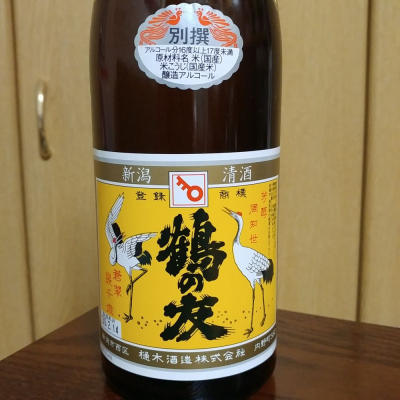 別撰
アルコール分16度以上17度未満
原材料名 米(国産)
米こうじ(国産米)
醸造アルコール
新潟 清酒
登録 商標
鶴の友
樋木酒造株式会社